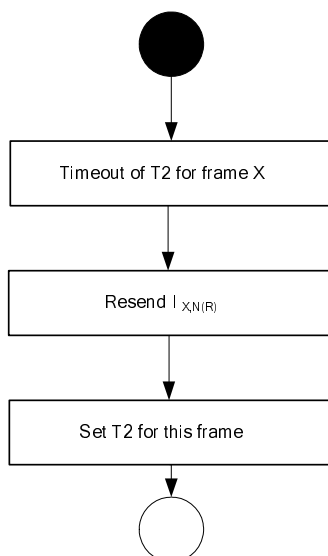 Timeout of T2 for frame X
Resend I X,N(R)
Set T2 for this frame